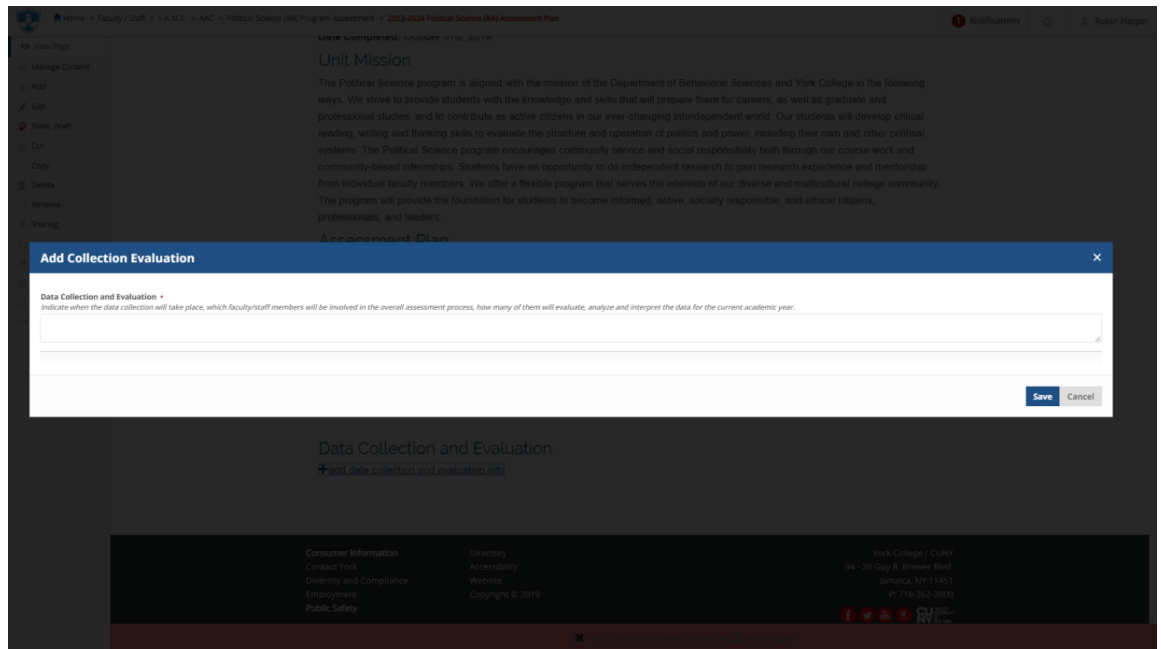 Home > Faculty / Staff > Y.A.M.S. > AAC > Political Science (BA) Program Assessment > 2023-2024 Political Science (BA) Assessment Plan
1 Notifications
Robin Harper
View Page
Manage Content
Add
Edit
State: Draft
Cut
Copy
Delete
Rename
Sharing
Date Completed: October 31st, 2019
Unit Mission
The Political Science program is aligned with the mission of the Department of Behavioral Sciences and York College in the following
ways. We strive to provide students with the knowledge and skills that will prepare them for careers, as well as graduate and
professional studies, and to contribute as active citizens in our ever-changing interdependent world. Our students will develop critical
reading, writing and thinking skills to evaluate the structure and operation of politics and power, including their own and other political
systems. The Political Science program encourages community service and social responsibility both through our course work and
community-based internships. Students have an opportunity to do independent research to gain research experience and mentorship
from individual faculty members. We offer a flexible program that serves the interests of our diverse and multicultural college community.
The program will provide the foundation for students to become informed, active, socially responsible, and ethical citizens,
professionals, and leaders.
Assessment Plan
Add Collection Evaluation
×
Data Collection and Evaluation •
Indicate when the data collection will take place, which faculty/staff members will be involved in the overall assessment process, how many of them will evaluate, analyze and interpret the data for the current academic year.
Save
Cancel
Data Collection and Evaluation
+add data collection and evaluation info
Consumer Information
Contact York
Diversity and Compliance
Employment
Public Safety
Directory
Accessibility
Website
Copyright © 2019
York College / CUNY
94 - 20 Guy R. Brewer Blvd.
Jamaica, NY 11451
P: 718-262-2000
CUNY